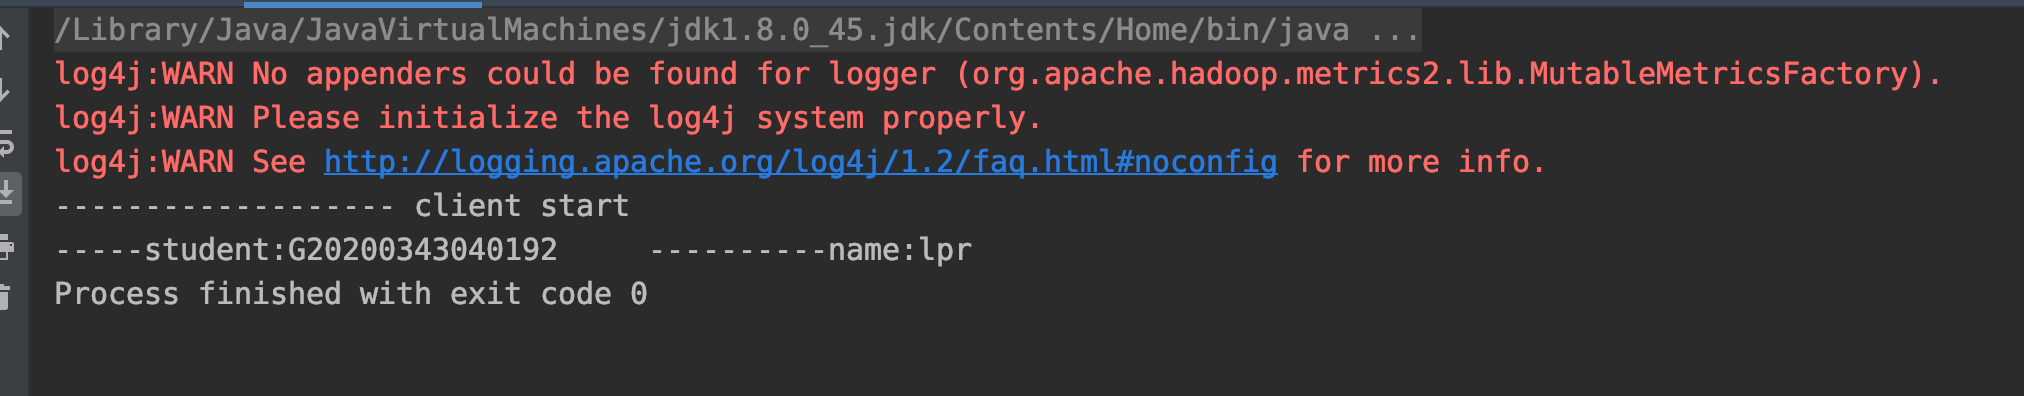 /Library/Java/JavaVirtualMachines/jdk1.8.0_45.jdk/Contents/Home/bin/java ...
log4j:WARN No appenders could be found for logger (org.apache.hadoop.metrics2.lib.MutableMetricsFactory).
log4j:WARN Please initialize the log4j system properly.
log4j:WARN See http://logging.apache.org/log4j/1.2/faq.html#noconfig for more info.
------------------- client start
-----student:G20200343040192     ----------name:lpr
Process finished with exit code 0